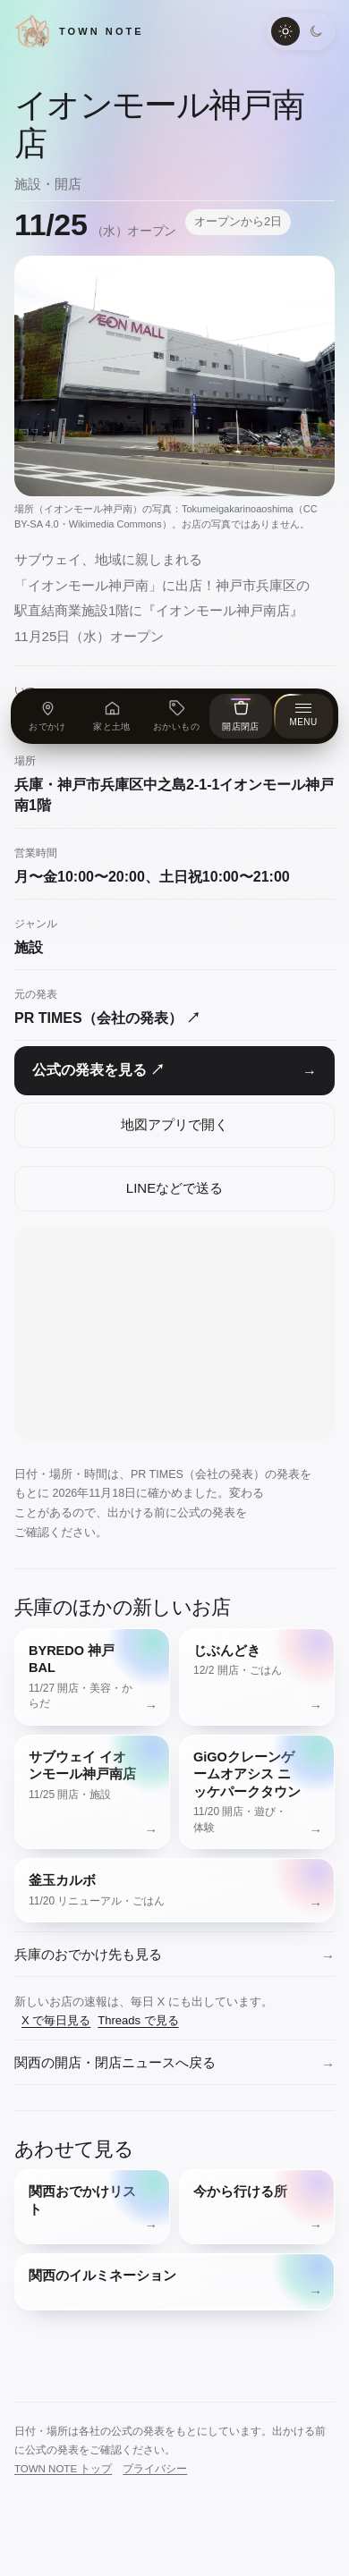 TOWN NOTE
イオンモール神戸南
店
施設・開店
11/25 （水）オープン オープンから2日
AEON MALL
場所（イオンモール神戸南）の写真：Tokumeigakarinoaoshima（CC
BY-SA 4.0・Wikimedia Commons）。お店の写真ではありません。
サブウェイ、地域に親しまれる
「イオンモール神戸南」に出店！神戸市兵庫区の
駅直結商業施設1階に『イオンモール神戸南店』
11月25日（水）オープン
おでかけ
家と土地
おかいもの
開店閉店
MENU
場所
兵庫・神戸市兵庫区中之島2-1-1イオンモール神戸
南1階
営業時間
月〜金10:00〜20:00、土日祝10:00〜21:00
ジャンル
施設
元の発表
PR TIMES（会社の発表） ↗
公式の発表を見る ↗ →
地図アプリで開く
LINEなどで送る
日付・場所・時間は、PR TIMES（会社の発表）の発表を
もとに 2026年11月18日に確かめました。変わる
ことがあるので、出かける前に公式の発表を
ご確認ください。
兵庫のほかの新しいお店
BYREDO 神戸
BAL
11/27 開店・美容・か
らだ
→
じぶんどき
12/2 開店・ごはん
→
サブウェイ イオ
ンモール神戸南店
11/25 開店・施設
→
GiGOクレーンゲ
ームオアシス ニ
ッケパークタウン
11/20 開店・遊び・
体験
→
釜玉カルボ
11/20 リニューアル・ごはん
→
兵庫のおでかけ先も見る →
新しいお店の速報は、毎日 X にも出しています。
X で毎日見る Threads で見る
関西の開店・閉店ニュースへ戻る →
あわせて見る
関西おでかけリス
ト
→
今から行ける所
→
関西のイルミネーション
→
日付・場所は各社の公式の発表をもとにしています。出かける前
に公式の発表をご確認ください。
TOWN NOTE トップ プライバシー